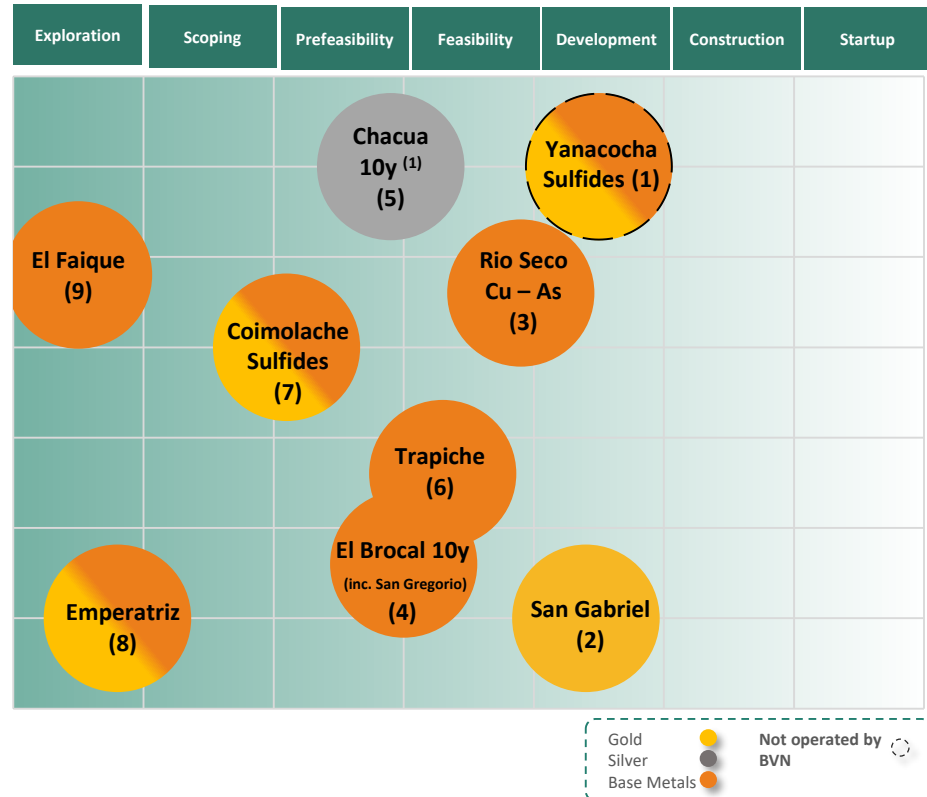 Exploration
Scoping
Prefeasibility
Feasibility
Development
Construction
Startup
Chacua
10y (1)
(5)
Yanacocha
Sulfides (1)
El Faique
(9)
Rio Seco
Cu – As
(3)
Coimolache
Sulfides
(7)
Trapiche
(6)
El Brocal 10y
(inc. San Gregorio)
(4)
Emperatriz
(8)
San Gabriel
(2)
Gold
Silver
Base Metals
Not operated by
BVN